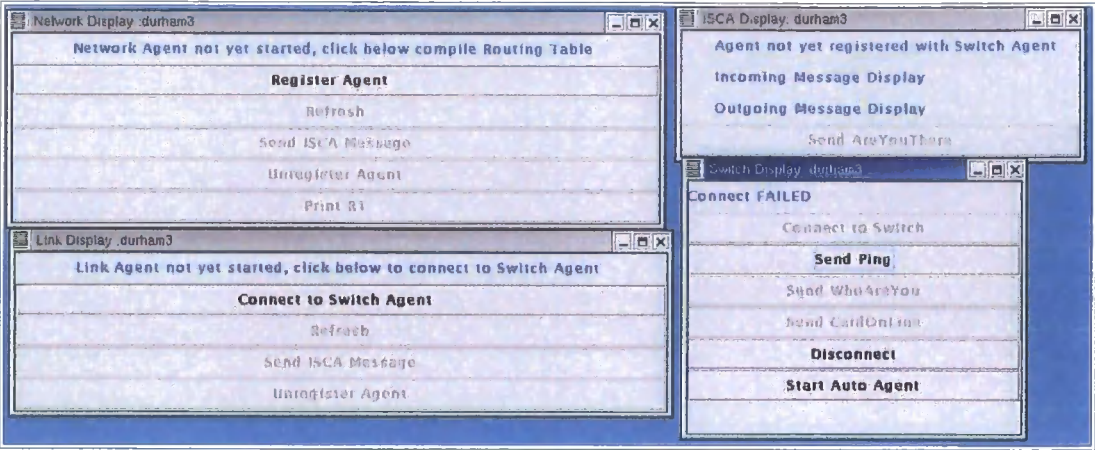 Network Display :durham3
Network Agent not yet started, click below compile Routing Table
Register Agent
Refresh
Send ISCA Message
Unregister Agent
Print RT
Link Display :durham3
Link Agent not yet started, click below to connect to Switch Agent
Connect to Switch Agent
Refresh
Send ISCA Message
Unregister Agent
ISCA Display: durham3
Agent not yet registered with Switch Agent
Incoming Message Display
Outgoing Message Display
Send AreYouThere
Switch Display :durham3
Connect FAILED
Connect to Switch
Send Ping
Send WhoAreYou
Send CardOnLine
Disconnect
Start Auto Agent